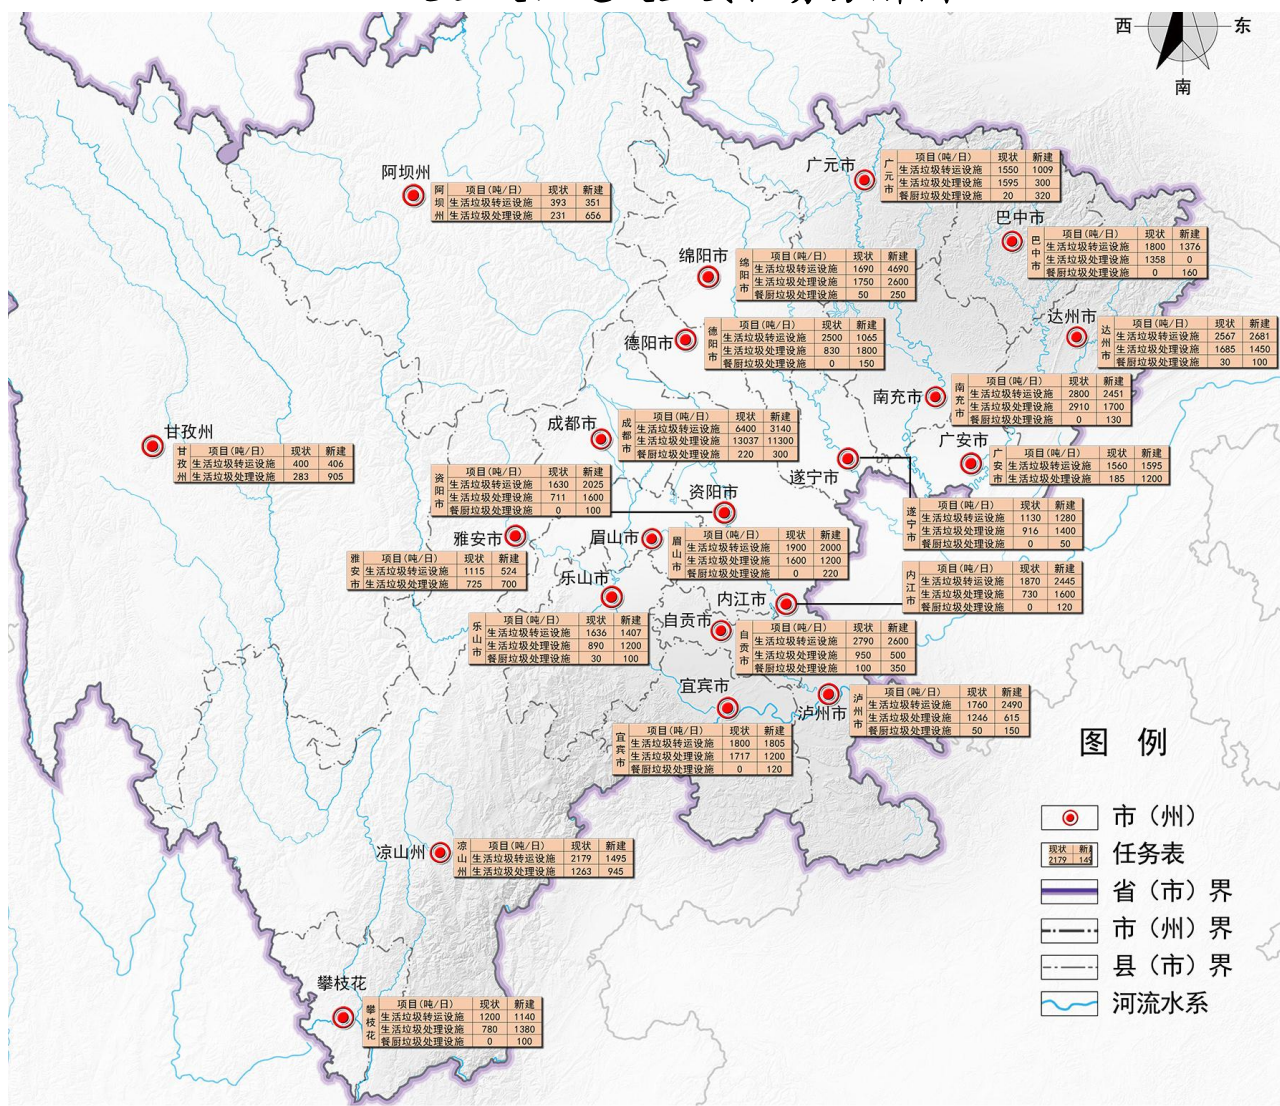 西 东
南
阿坝州
阿坝州 项目(吨/日) 现状 新建
生活垃圾转运设施 393 351
生活垃圾处理设施 231 656
广元市
广元市 项目(吨/日) 现状 新建
生活垃圾转运设施 1550 1009
生活垃圾处理设施 1595 300
餐厨垃圾处理设施 20 320
巴中市
巴中市 项目(吨/日) 现状 新建
生活垃圾转运设施 1800 1376
生活垃圾处理设施 1358 0
餐厨垃圾处理设施 0 160
绵阳市
绵阳市 项目(吨/日) 现状 新建
生活垃圾转运设施 1690 4690
生活垃圾处理设施 1750 2600
餐厨垃圾处理设施 50 250
德阳市
德阳市 项目(吨/日) 现状 新建
生活垃圾转运设施 2500 1065
生活垃圾处理设施 830 1800
餐厨垃圾处理设施 0 150
达州市
达州市 项目(吨/日) 现状 新建
生活垃圾转运设施 2567 2681
生活垃圾处理设施 1685 1450
餐厨垃圾处理设施 30 100
南充市
南充市 项目(吨/日) 现状 新建
生活垃圾转运设施 2800 2451
生活垃圾处理设施 2910 1700
餐厨垃圾处理设施 0 130
成都市
成都市 项目(吨/日) 现状 新建
生活垃圾转运设施 6400 3140
生活垃圾处理设施 13037 11300
餐厨垃圾处理设施 220 300
甘孜州
甘孜州 项目(吨/日) 现状 新建
生活垃圾转运设施 400 406
生活垃圾处理设施 283 905
广安市
广安市 项目(吨/日) 现状 新建
生活垃圾转运设施 1560 1595
生活垃圾处理设施 185 1200
资阳市 项目(吨/日) 现状 新建
生活垃圾转运设施 1630 2025
生活垃圾处理设施 711 1600
餐厨垃圾处理设施 0 100
资阳市
遂宁市
遂宁市 项目(吨/日) 现状 新建
生活垃圾转运设施 1130 1280
生活垃圾处理设施 916 1400
餐厨垃圾处理设施 0 50
雅安市
雅安市 项目(吨/日) 现状 新建
生活垃圾转运设施 1115 524
生活垃圾处理设施 725 700
眉山市
眉山市 项目(吨/日) 现状 新建
生活垃圾转运设施 1900 2000
生活垃圾处理设施 1600 1200
餐厨垃圾处理设施 0 220
内江市
内江市 项目(吨/日) 现状 新建
生活垃圾转运设施 1870 2445
生活垃圾处理设施 730 1600
餐厨垃圾处理设施 0 120
乐山市
乐山市 项目(吨/日) 现状 新建
生活垃圾转运设施 1636 1407
生活垃圾处理设施 890 1200
餐厨垃圾处理设施 30 100
自贡市
自贡市 项目(吨/日) 现状 新建
生活垃圾转运设施 2790 2600
生活垃圾处理设施 950 500
餐厨垃圾处理设施 100 350
宜宾市
宜宾市 项目(吨/日) 现状 新建
生活垃圾转运设施 1800 1805
生活垃圾处理设施 1717 1200
餐厨垃圾处理设施 0 120
泸州市
泸州市 项目(吨/日) 现状 新建
生活垃圾转运设施 1760 2490
生活垃圾处理设施 1246 615
餐厨垃圾处理设施 50 150
凉山州
凉山州 项目(吨/日) 现状 新建
生活垃圾转运设施 2179 1495
生活垃圾处理设施 1263 945
攀枝花
攀枝花 项目(吨/日) 现状 新建
生活垃圾转运设施 1200 1140
生活垃圾处理设施 780 1380
餐厨垃圾处理设施 0 100
图 例
市（州）
现状 新
2179 149
任务表
省（市）界
市（州）界
县（市）界
河流水系